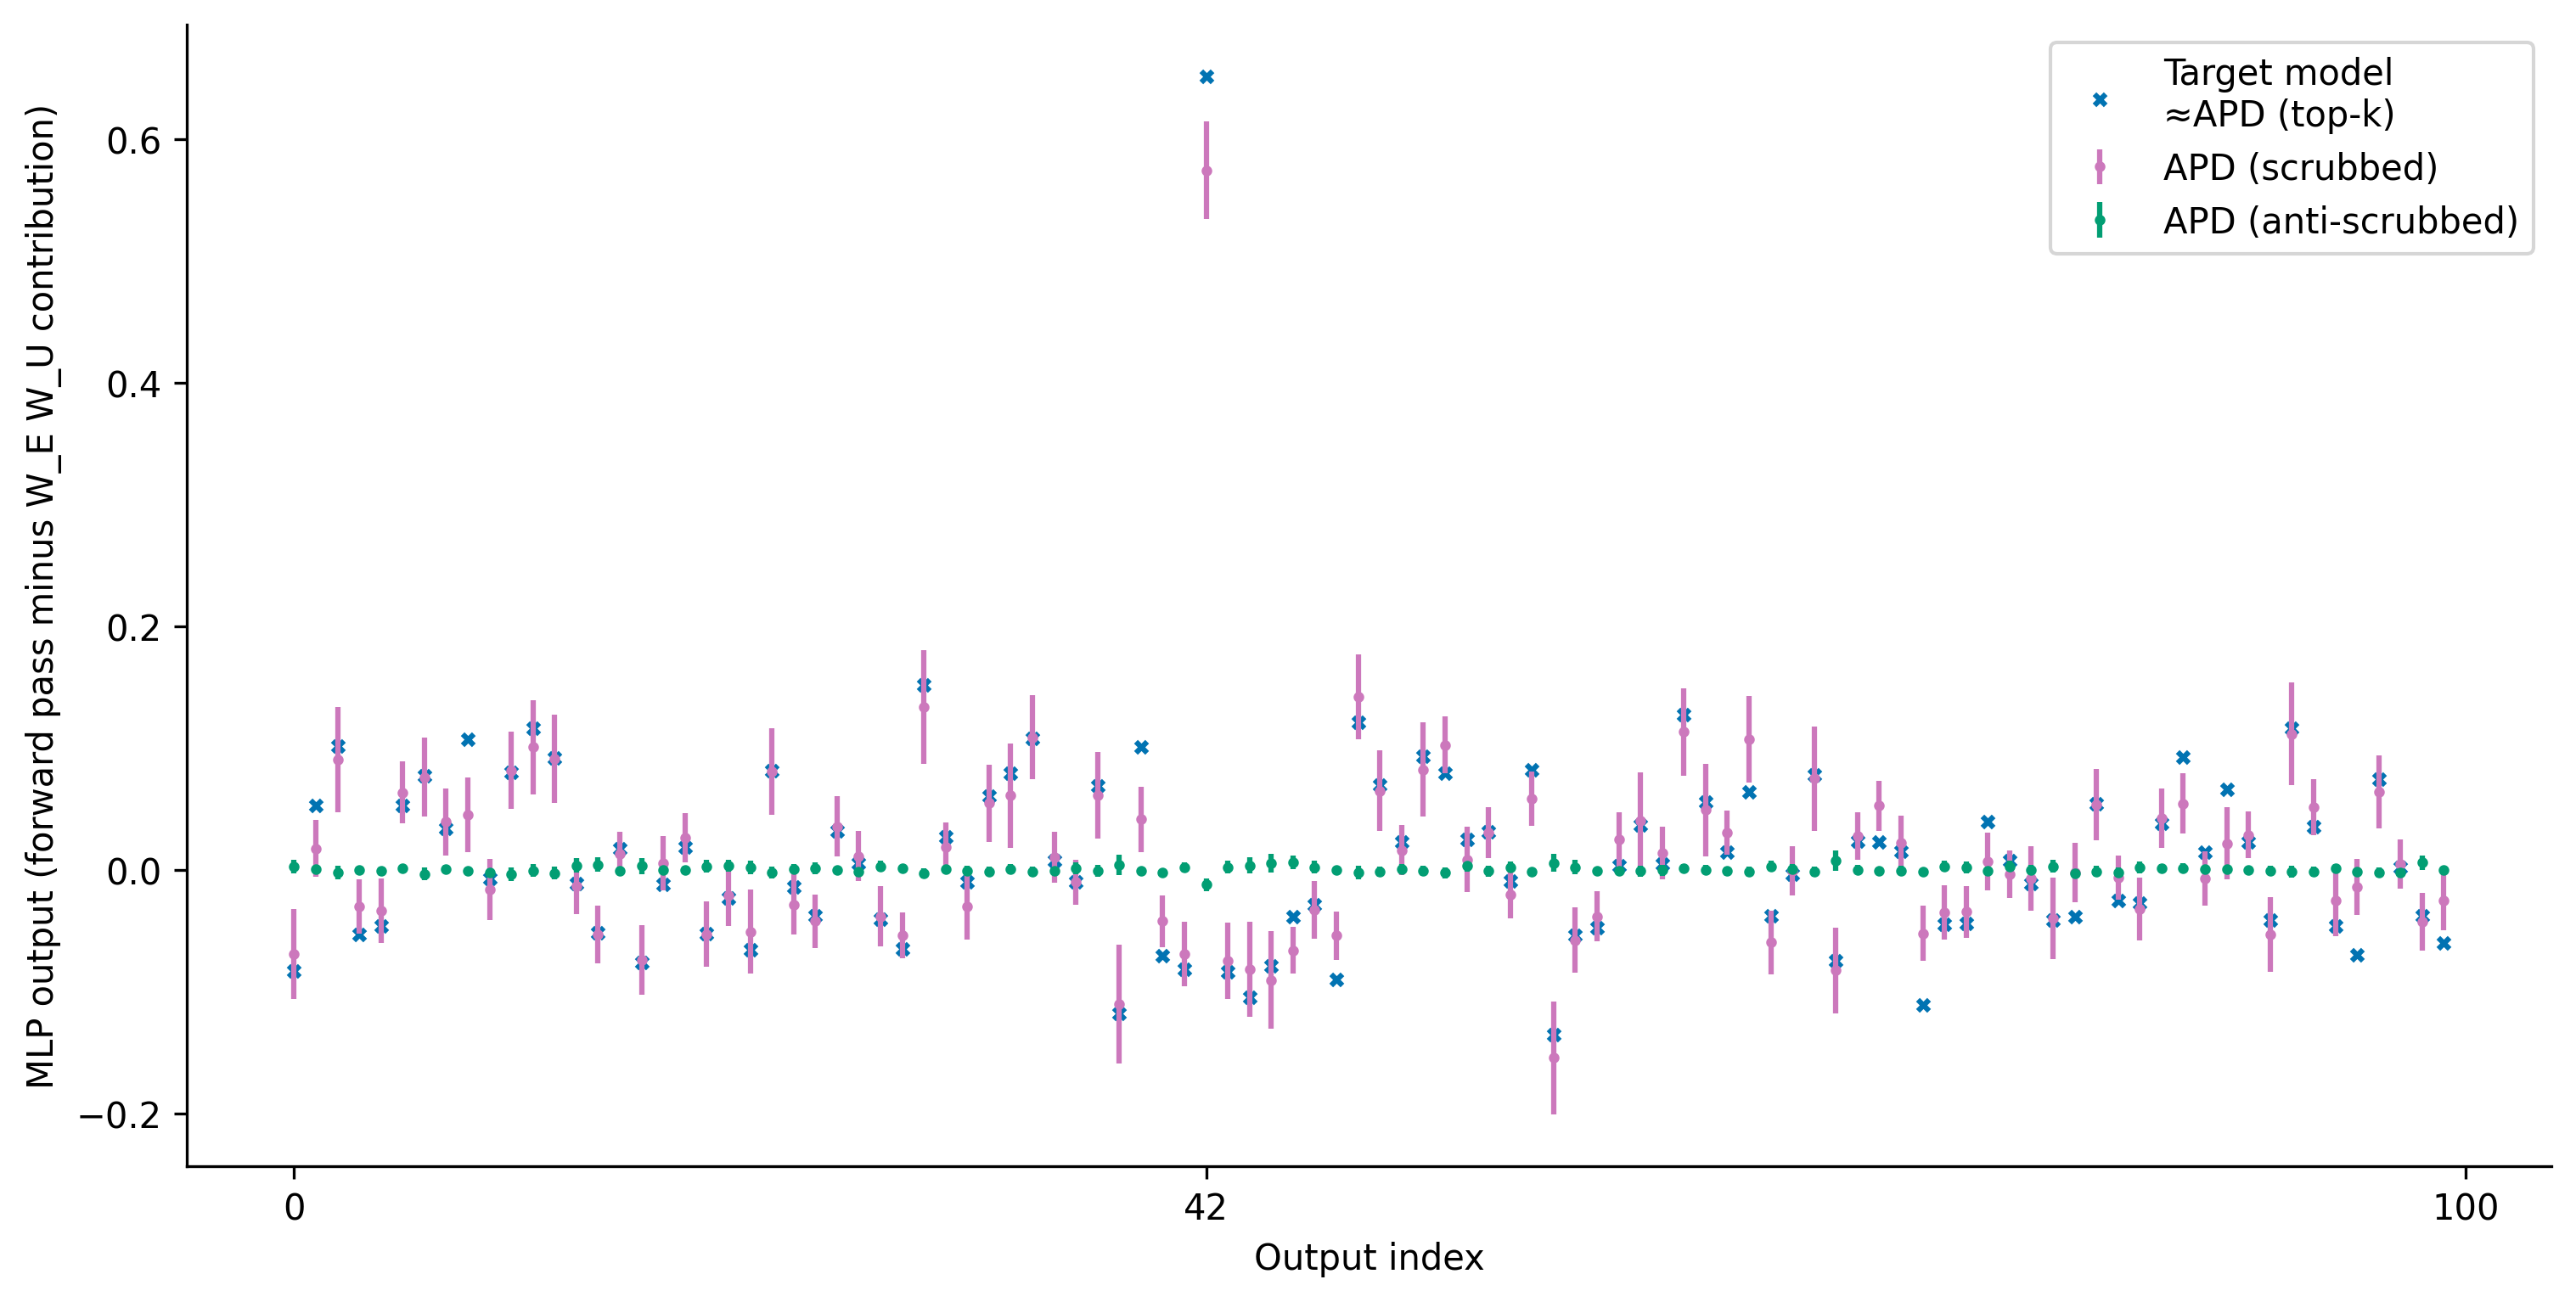 Target model
≈APD (top-k)
APD (scrubbed)
APD (anti-scrubbed)
MLP output (forward pass minus W_E W_U contribution)
0.6
0.4
0.2
0.0
−0.2
0
42
100
Output index